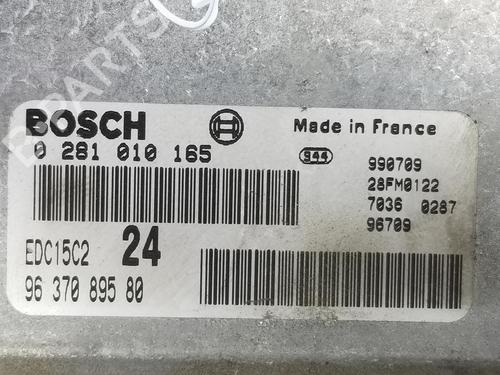 BOSCH
Made in France
0 281 010 165
944
990709
28FM0122
7036 0287
96709
EDC15C2 24
96 370 895 80